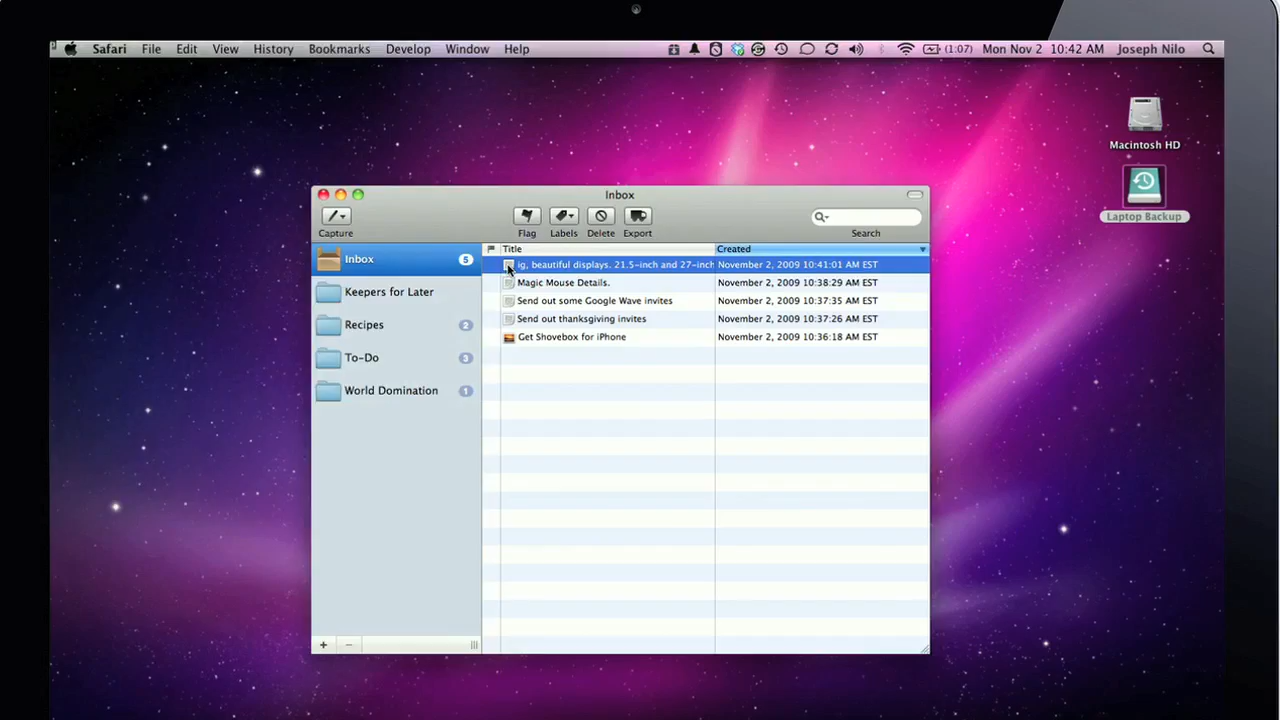 Safari File Edit View History Bookmarks Develop Window Help (1:07) Mon Nov 2 10:42 AM Joseph Nilo
Macintosh HD
Laptop Backup
Inbox
Capture Flag Labels Delete Export Search
Title Created
Inbox 5
Keepers for Later
Recipes 2
To-Do 3
World Domination 1
ig, beautiful displays. 21.5-inch and 27-inch November 2, 2009 10:41:01 AM EST
Magic Mouse Details. November 2, 2009 10:38:29 AM EST
Send out some Google Wave invites November 2, 2009 10:37:35 AM EST
Send out thanksgiving invites November 2, 2009 10:37:26 AM EST
Get Shovebox for iPhone November 2, 2009 10:36:18 AM EST